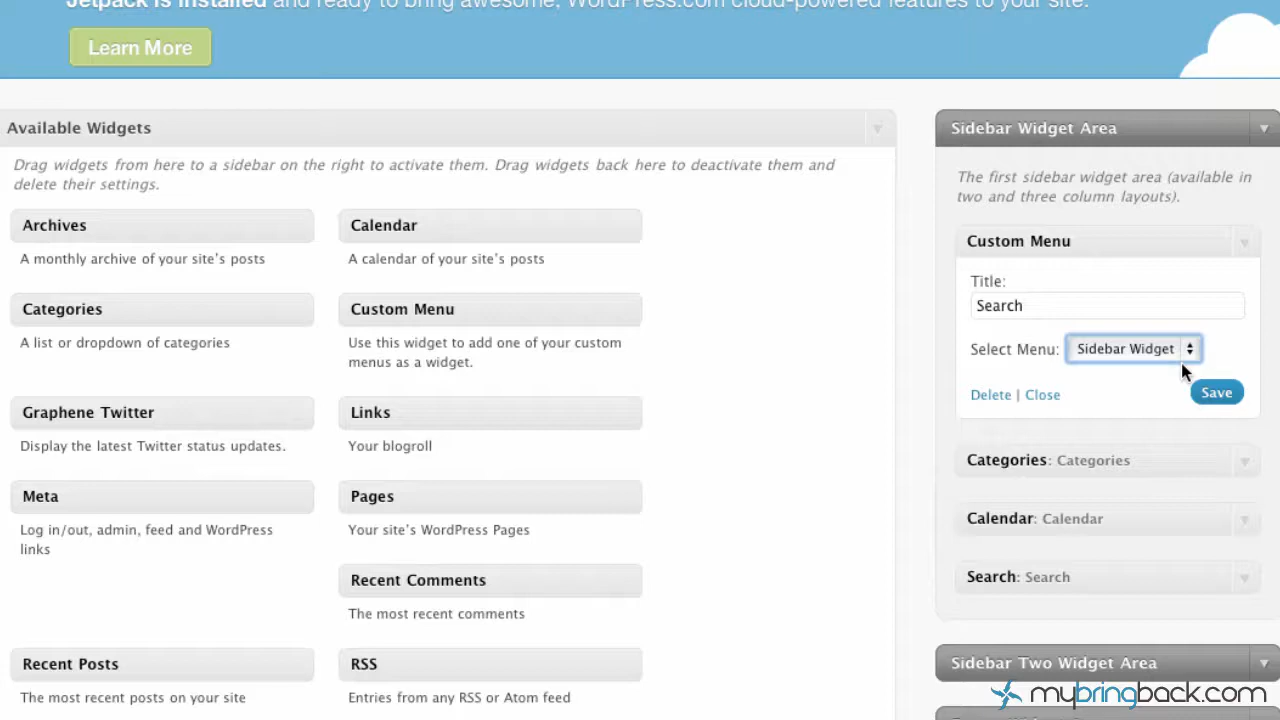 Jetpack is installed and ready to bring awesome, WordPress.com cloud-powered features to your site.
Learn More
Available Widgets
Drag widgets from here to a sidebar on the right to activate them. Drag widgets back here to deactivate them and
delete their settings.
Archives
A monthly archive of your site's posts
Calendar
A calendar of your site's posts
Categories
A list or dropdown of categories
Custom Menu
Use this widget to add one of your custom
menus as a widget.
Graphene Twitter
Display the latest Twitter status updates.
Links
Your blogroll
Meta
Log in/out, admin, feed and WordPress
links
Pages
Your site's WordPress Pages
Recent Comments
The most recent comments
Recent Posts
The most recent posts on your site
RSS
Entries from any RSS or Atom feed
Sidebar Widget Area
The first sidebar widget area (available in
two and three column layouts).
Custom Menu
Title:
Search
Select Menu: Sidebar Widget
Delete | Close
Save
Categories: Categories
Calendar: Calendar
Search: Search
Sidebar Two Widget Area
mybringback.com